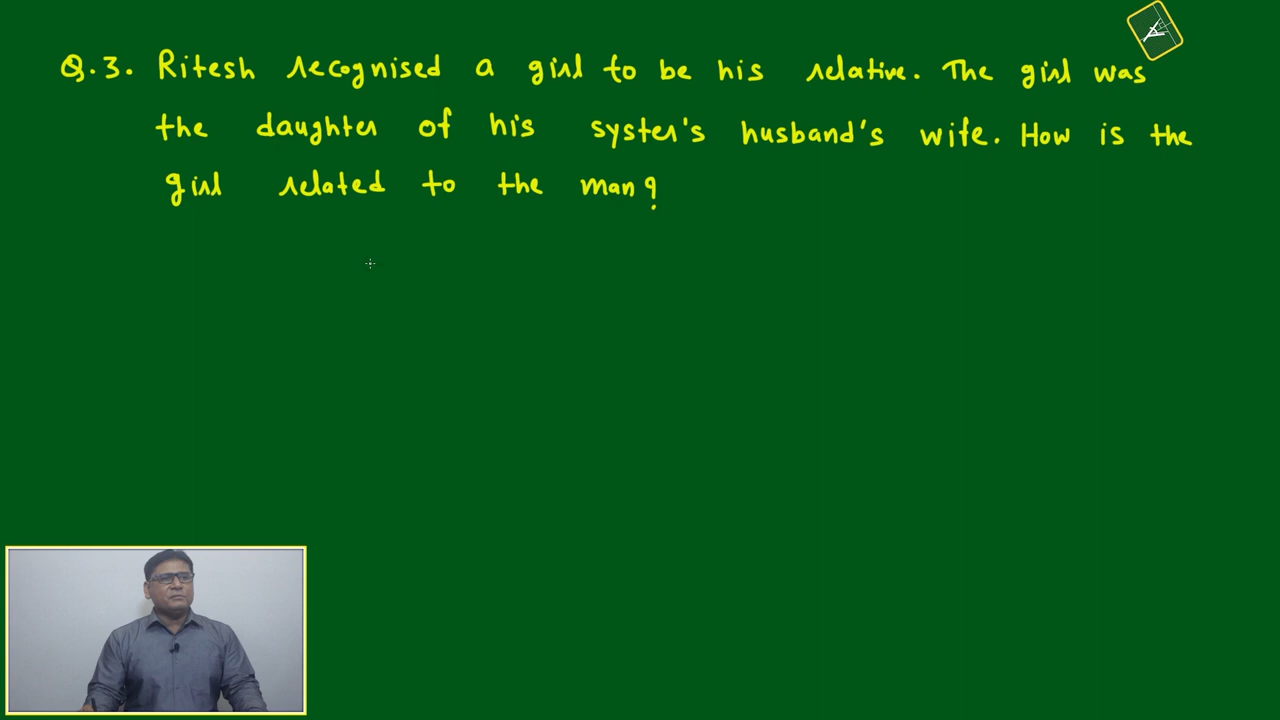 Q.3. Ritesh recognised a girl to be his relative. The girl was
the daughter of his syster's husband's wife. How is the
girl related to the man?